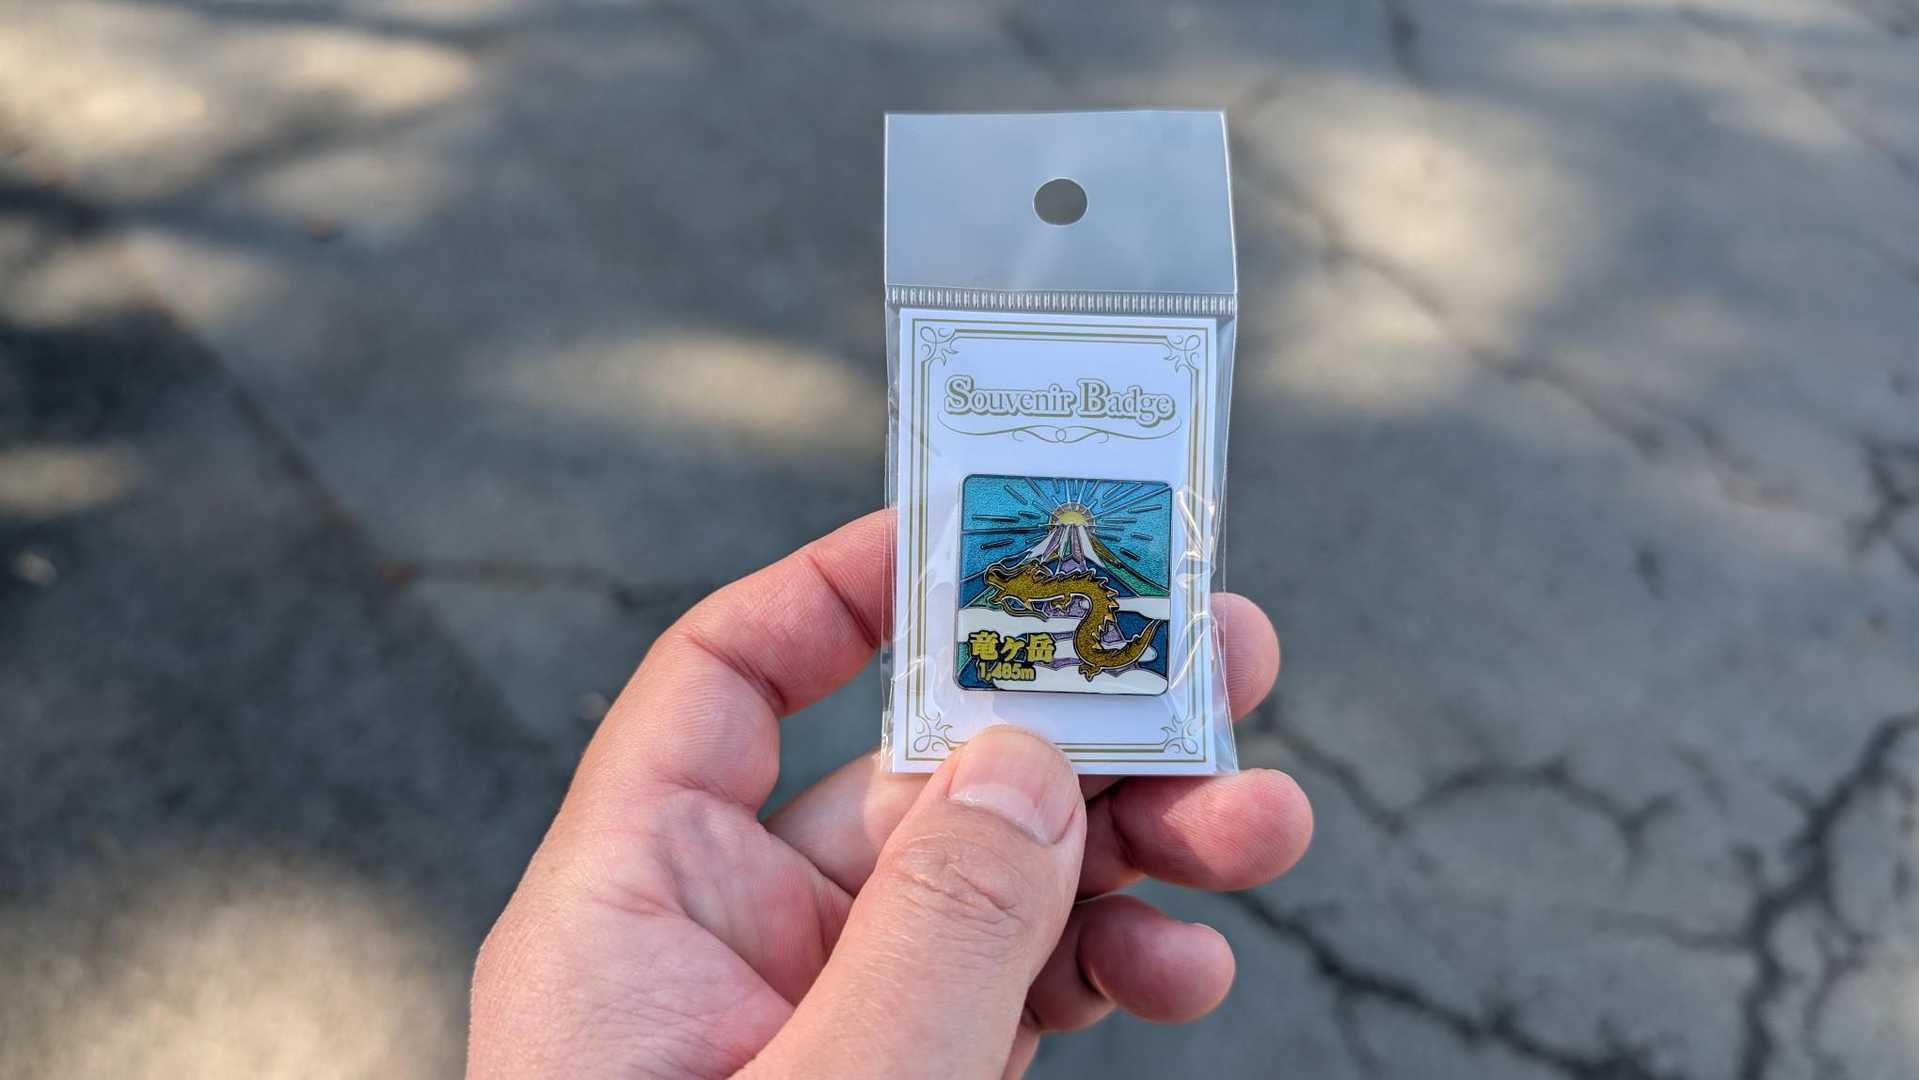 Souvenir Badge
竜ヶ岳
1,485m